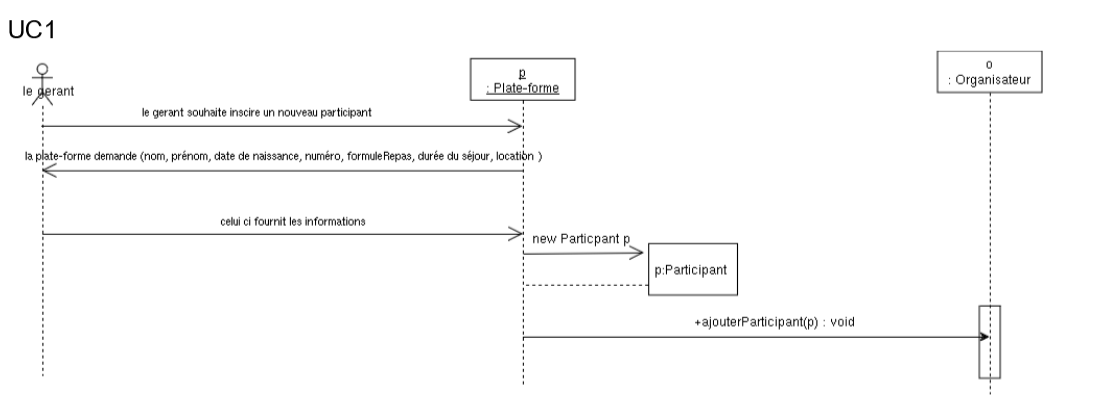 UC1
le gerant
p
: Plate-forme
o
: Organisateur
le gerant souhaite inscire un nouveau participant
la plate-forme demande (nom, prénom, date de naissance, numéro, formuleRepas, durée du séjour, location )
celui ci fournit les informations
new Particpant p
p:Participant
+ajouterParticipant(p) : void